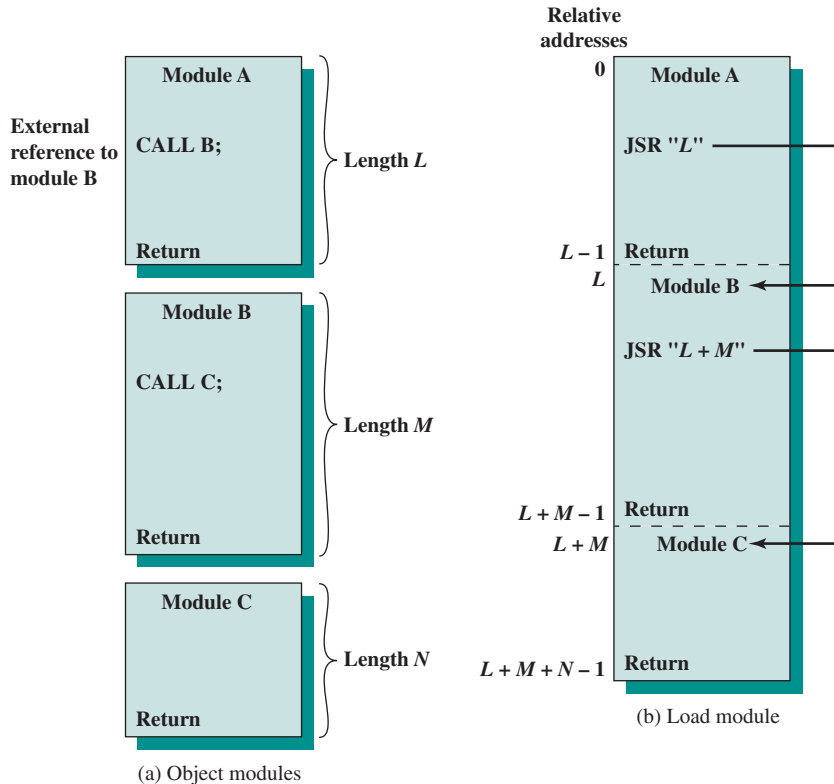 Module A
External
reference to
module B
CALL B;
Length L
Return
Module B
CALL C;
Length M
Return
Module C
Length N
Return
(a) Object modules
Relative
addresses
0
Module A
JSR "L"
L – 1
Return
L
Module B
JSR "L + M"
L + M – 1
Return
L + M
Module C
L + M + N – 1
Return
(b) Load module